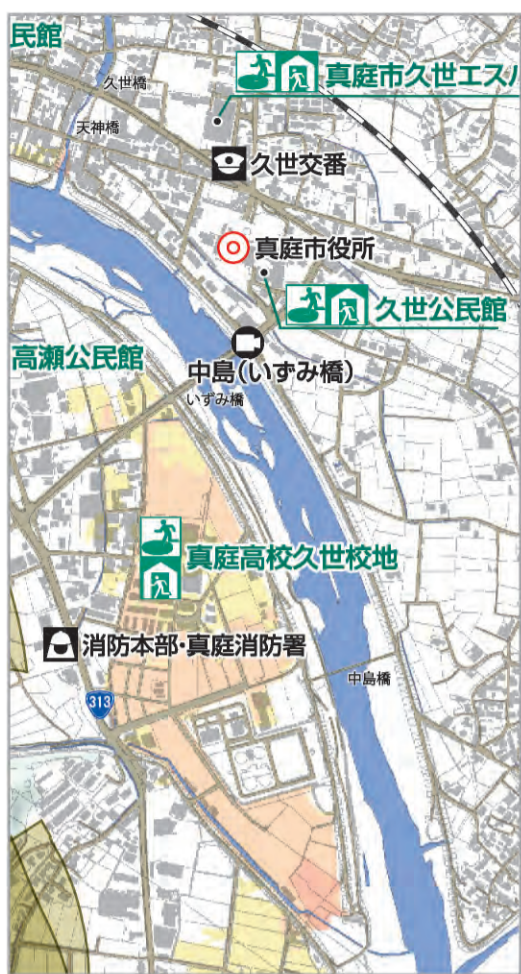 民館
久世橋
真庭市久世エスパ
天神橋
久世交番
真庭市役所
久世公民館
高瀬公民館
中島(いずみ橋)
いずみ橋
真庭高校久世校地
消防本部・真庭消防署
中島橋
313